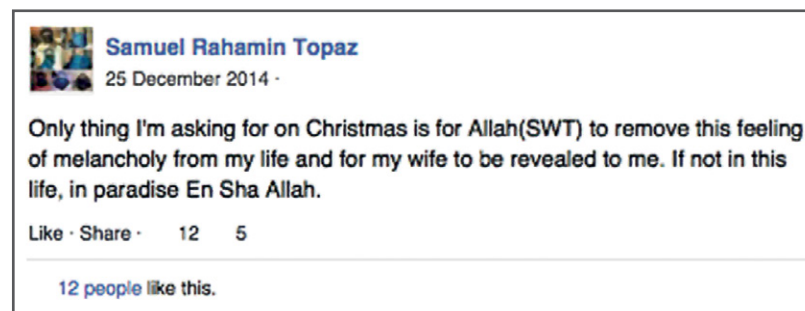 Samuel Rahamin Topaz
25 December 2014 ·
Only thing I'm asking for on Christmas is for Allah(SWT) to remove this feeling
of melancholy from my life and for my wife to be revealed to me. If not in this
life, in paradise En Sha Allah.
Like · Share · 12 5
12 people like this.